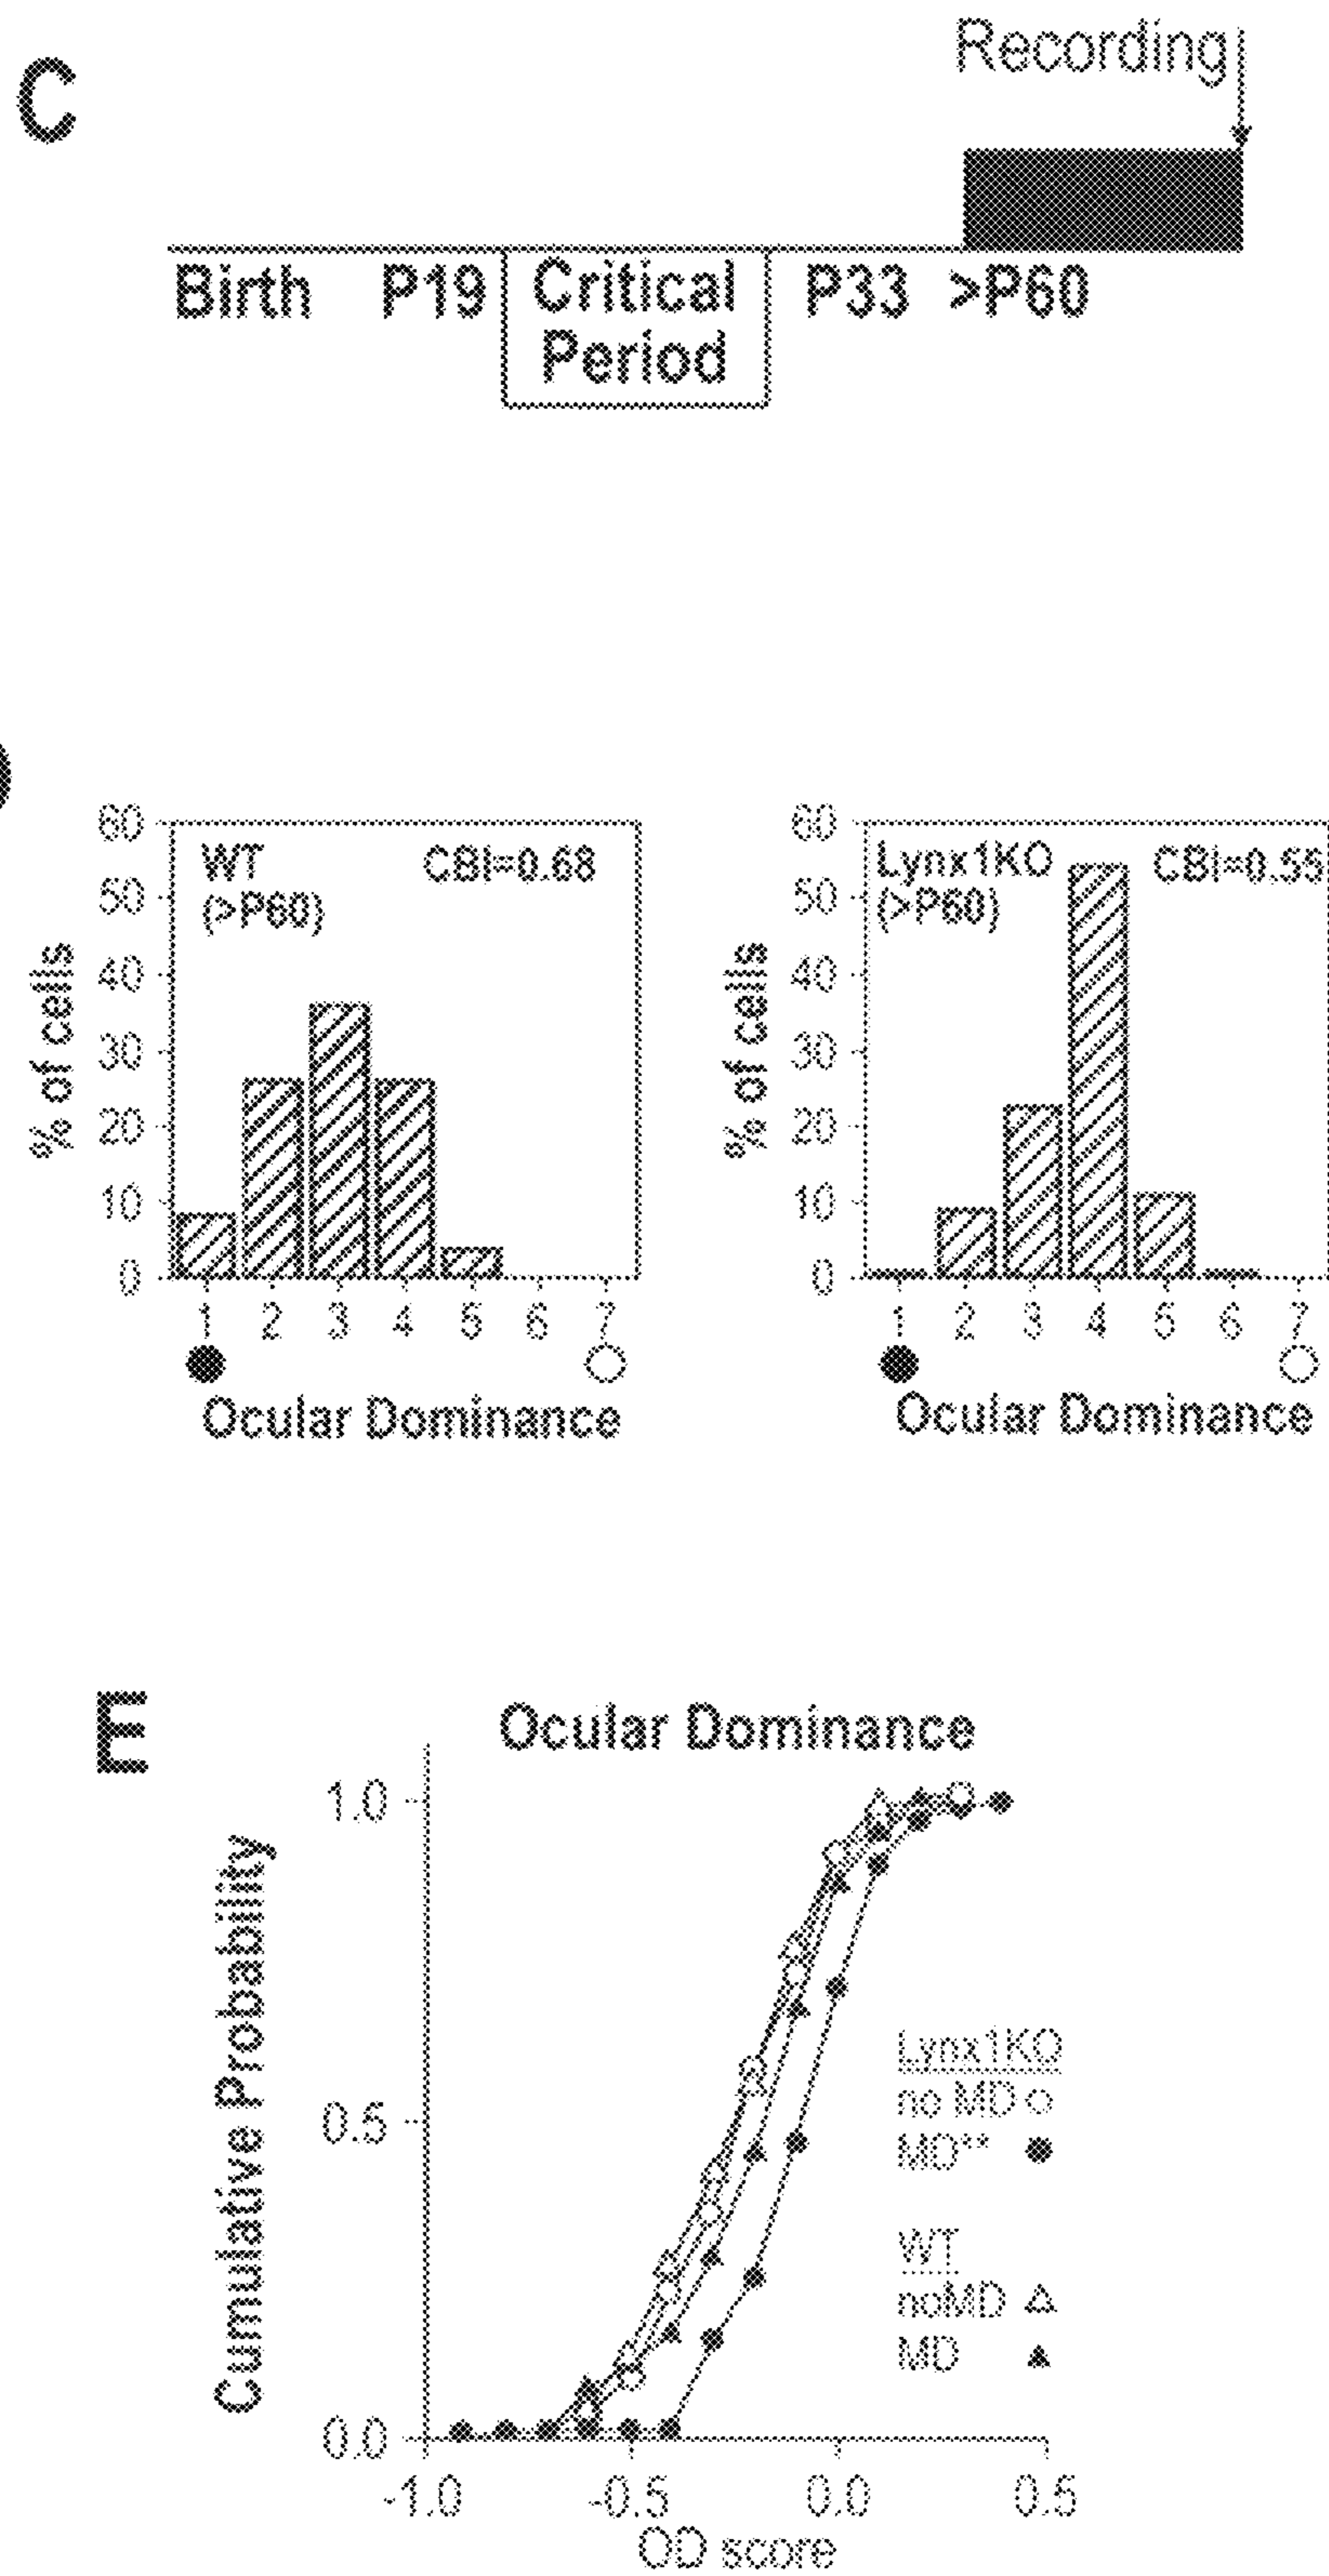 C
Recording
Birth P19 Critical Period P33 >P60
60
50
40
30
20
10
0
% of cells
WT
(>P60)
CBI=0.68
1 2 3 4 5 6 7
Ocular Dominance
60
50
40
30
20
10
0
% of cells
Lynx1KO
(>P60)
CBI=0.55
1 2 3 4 5 6 7
Ocular Dominance
E
Ocular Dominance
1.0
0.5
0.0
Cumulative Probability
Lynx1KO
no MD
MD**
WT
noMD
MD
-1.0 -0.5 0.0 0.5
OD score